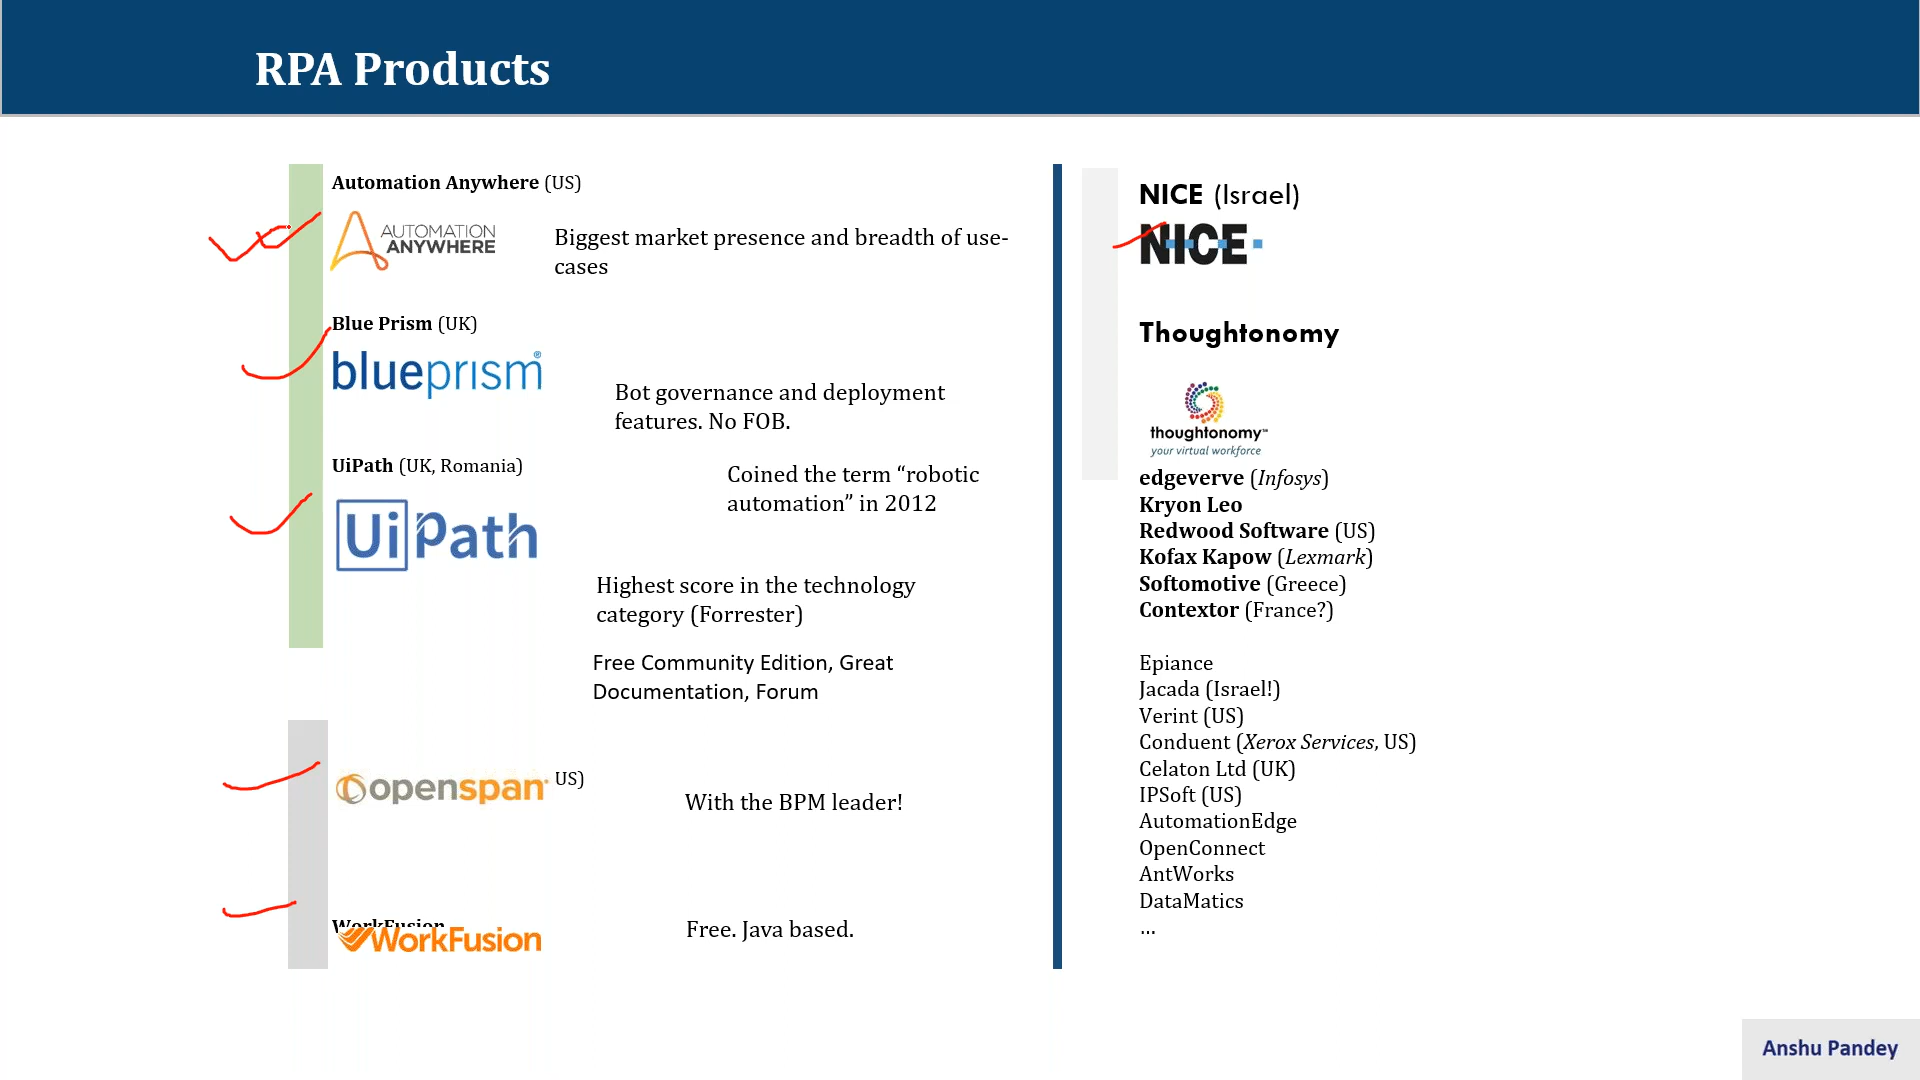 RPA Products
Automation Anywhere (US)
AUTOMATION
ANYWHERE
Biggest market presence and breadth of use-
cases
Blue Prism (UK)
blueprism®
Bot governance and deployment
features. No FOB.
UiPath (UK, Romania)
Coined the term “robotic
automation” in 2012
UiPath
Highest score in the technology
category (Forrester)
Free Community Edition, Great
Documentation, Forum
openspan US)
With the BPM leader!
WorkFusion
WorkFusion
Free. Java based.
NICE (Israel)
NICE
Thoughtonomy
thoughtonomy™
your virtual workforce
edgeverve (Infosys)
Kryon Leo
Redwood Software (US)
Kofax Kapow (Lexmark)
Softomotive (Greece)
Contextor (France?)
Epiance
Jacada (Israel!)
Verint (US)
Conduent (Xerox Services, US)
Celaton Ltd (UK)
IPSoft (US)
AutomationEdge
OpenConnect
AntWorks
DataMatics
...
Anshu Pandey